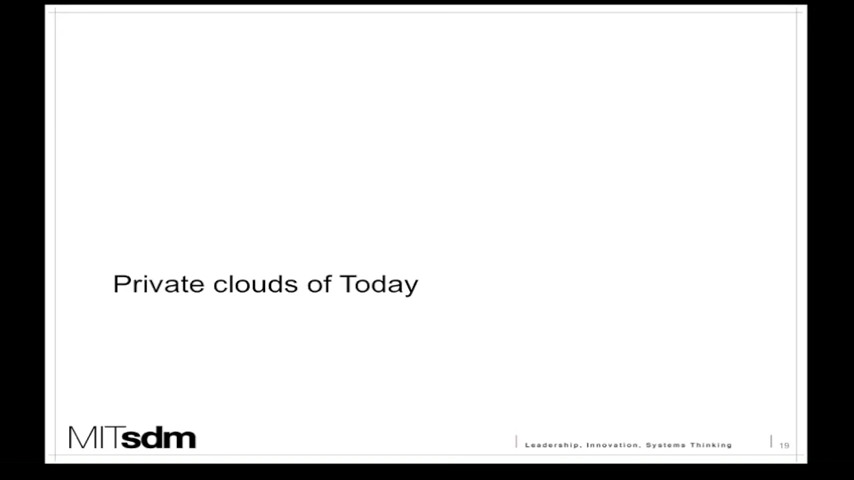 Private clouds of Today
MITsdm
Leadership, Innovation, Systems Thinking
19